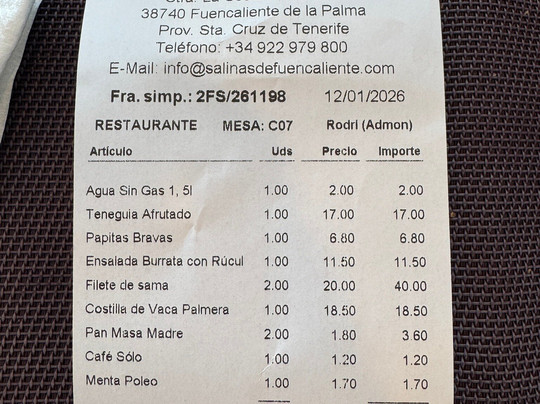 38740 Fuencaliente de la Palma
Prov. Sta. Cruz de Tenerife
Teléfono: +34 922 979 800
E-Mail: info@salinasdefuencaliente.com
Fra. simp.: 2FS/261198 12/01/2026
RESTAURANTE MESA: C07 Rodri (Admon)
Artículo Uds Precio Importe
Agua Sin Gas 1, 5l 1.00 2.00 2.00
Teneguia Afrutado 1.00 17.00 17.00
Papitas Bravas 1.00 6.80 6.80
Ensalada Burrata con Rúcul 1.00 11.50 11.50
Filete de sama 2.00 20.00 40.00
Costilla de Vaca Palmera 1.00 18.50 18.50
Pan Masa Madre 2.00 1.80 3.60
Café Sólo 1.00 1.20 1.20
Menta Poleo 1.00 1.70 1.70